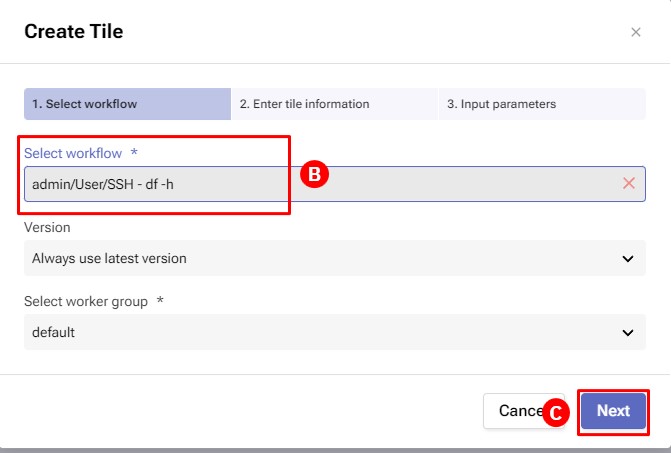 Create Tile ×
1. Select workflow 2. Enter tile information 3. Input parameters
Select workflow *
admin/User/SSH - df -h
B
Version
Always use latest version
Select worker group *
default
Cance C Next